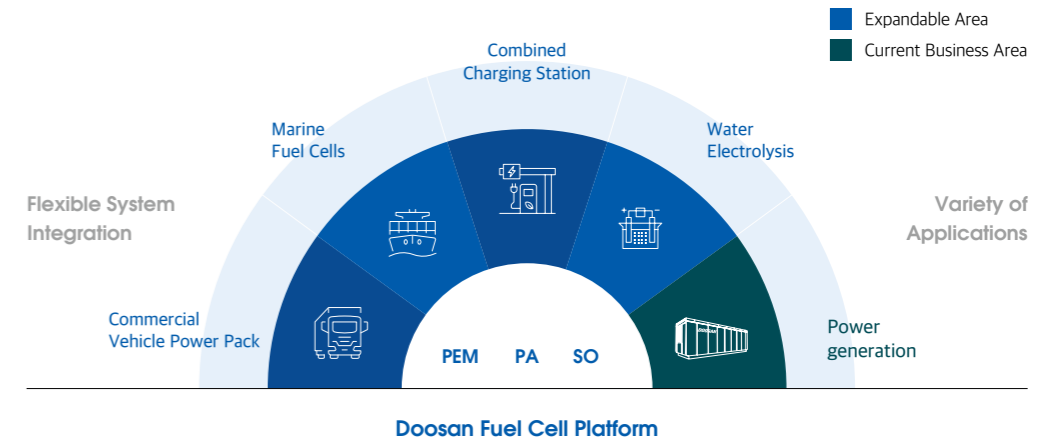 Expandable Area
Current Business Area
Combined
Charging Station
Marine
Fuel Cells
Water
Electrolysis
Flexible System
Integration
Variety of
Applications
Commercial
Vehicle Power Pack
Power
generation
DOOSAN
PEM PA SO
Doosan Fuel Cell Platform